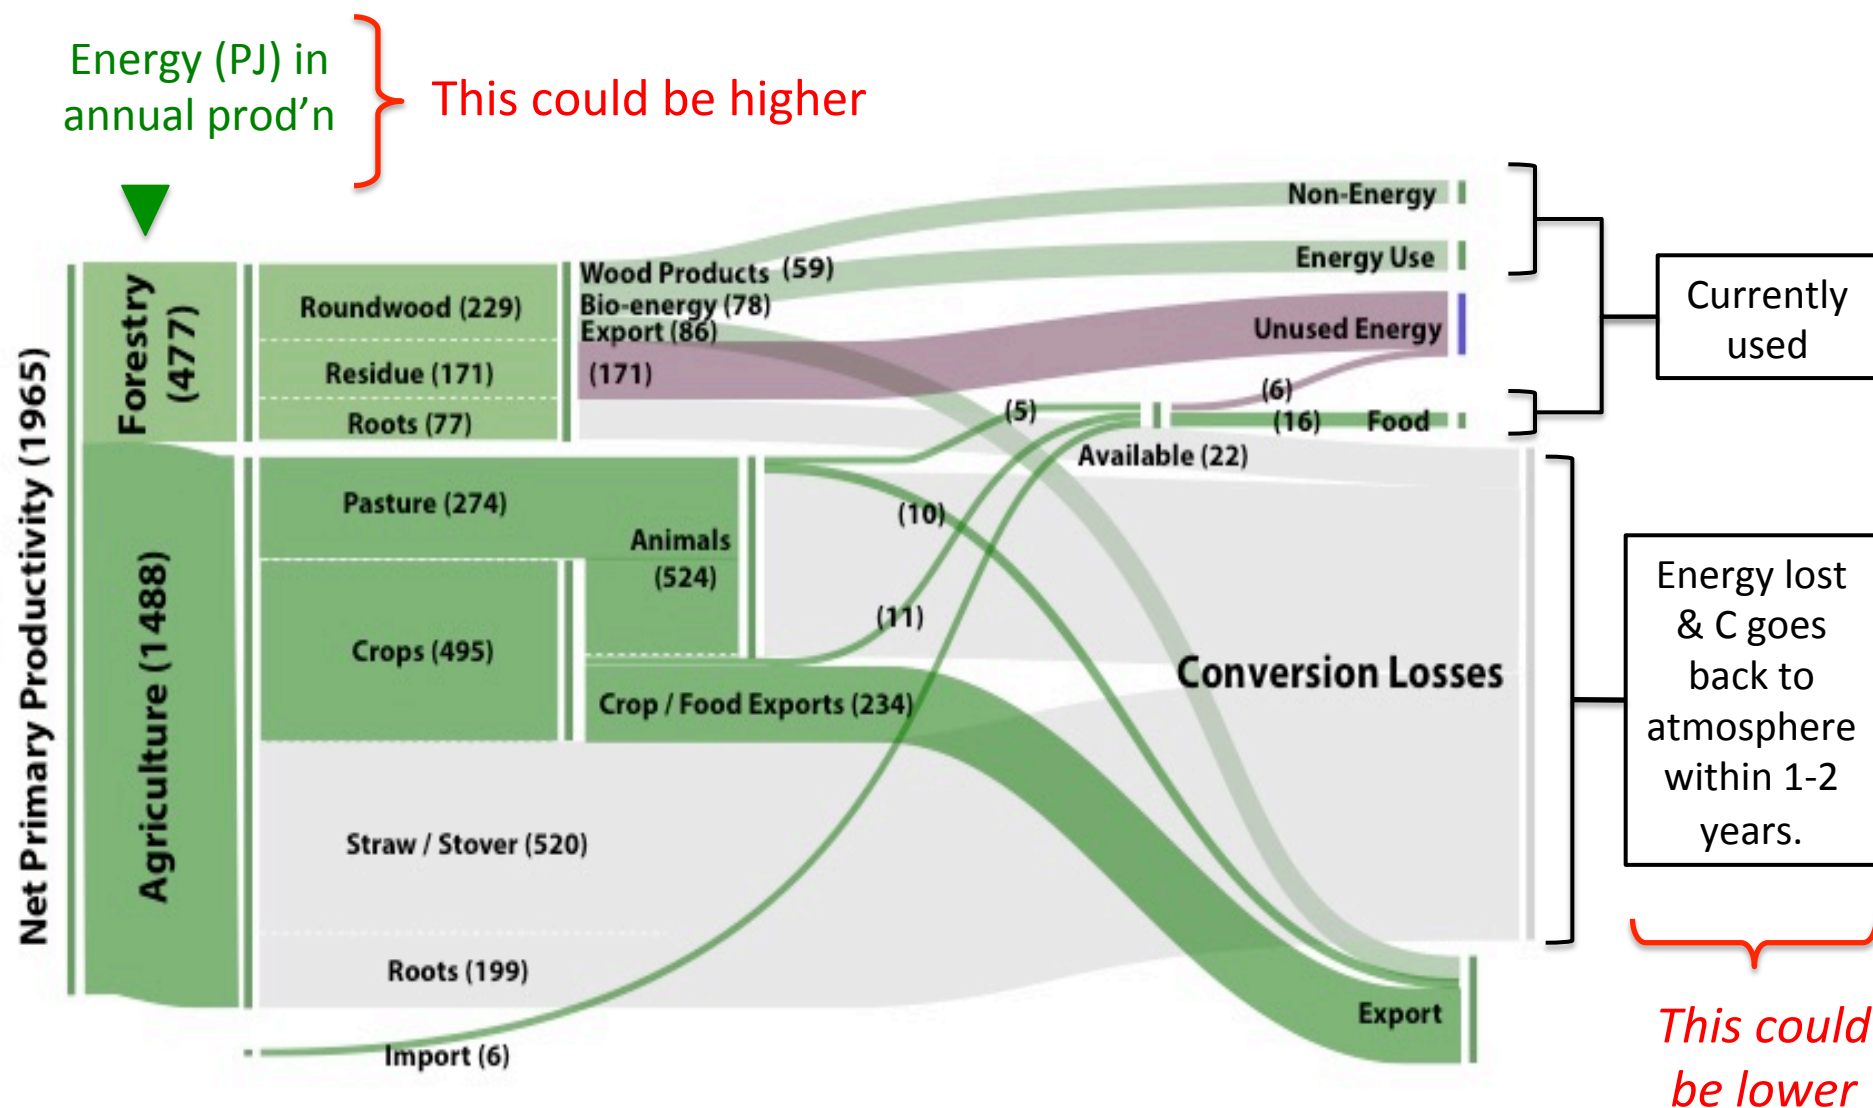 Energy (PJ) in
annual prod’n
This could be higher
Net Primary Productivity (1965)
Forestry
(477)
Agriculture (1488)
Roundwood (229)
Residue (171)
Roots (77)
Pasture (274)
Crops (495)
Straw / Stover (520)
Roots (199)
Import (6)
Wood Products (59)
Bio-energy (78)
Export (86)
(171)
Animals
(524)
Crop / Food Exports (234)
(5)
(10)
(11)
Available (22)
(6)
(16) Food
Non-Energy
Energy Use
Unused Energy
Conversion Losses
Export
Currently
used
Energy lost
& C goes
back to
atmosphere
within 1-2
years.
This could
be lower